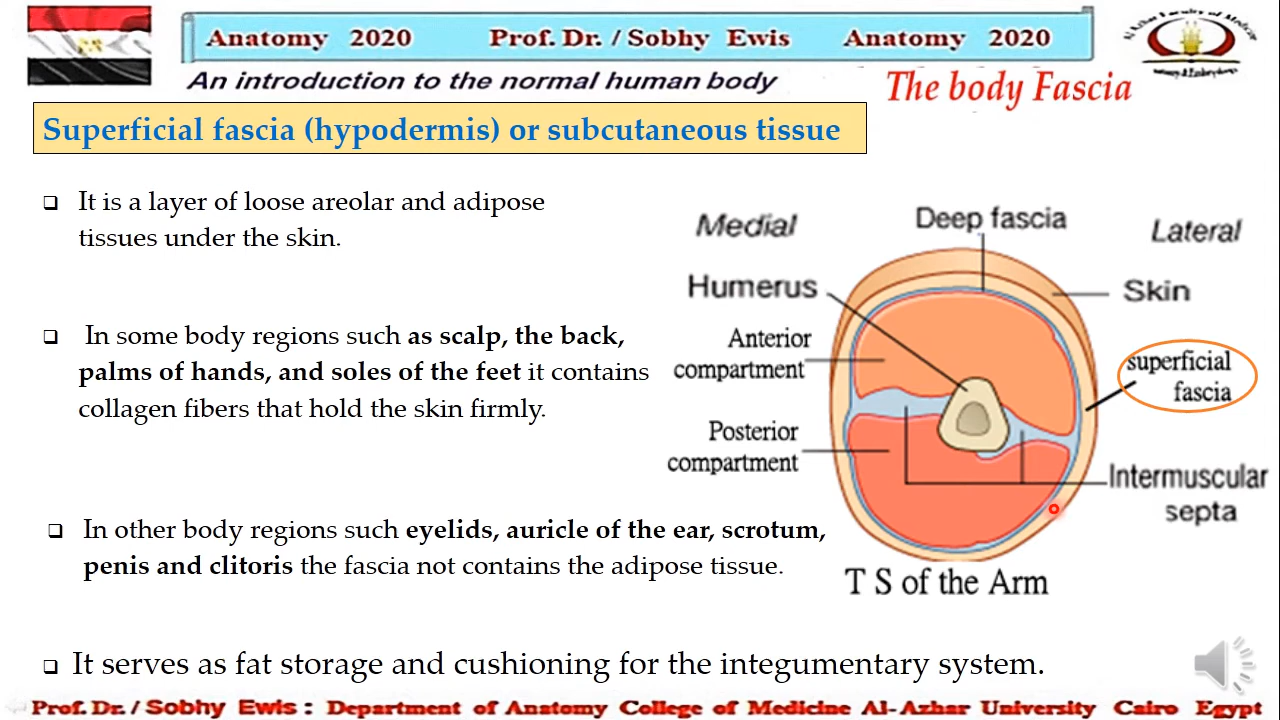 Anatomy 2020 Prof. Dr. / Sobhy Ewis Anatomy 2020
An introduction to the normal human body
The body Fascia
Superficial fascia (hypodermis) or subcutaneous tissue
It is a layer of loose areolar and adipose
tissues under the skin.
In some body regions such as scalp, the back,
palms of hands, and soles of the feet it contains
collagen fibers that hold the skin firmly.
In other body regions such eyelids, auricle of the ear, scrotum,
penis and clitoris the fascia not contains the adipose tissue.
It serves as fat storage and cushioning for the integumentary system.
Medial
Deep fascia
Lateral
Humerus
Skin
Anterior
compartment
superficial
fascia
Posterior
compartment
Intermuscular
septa
T S of the Arm
Prof. Dr. / Sobhy Ewis : Department of Anatomy College of Medicine Al-Azhar University Cairo Egypt